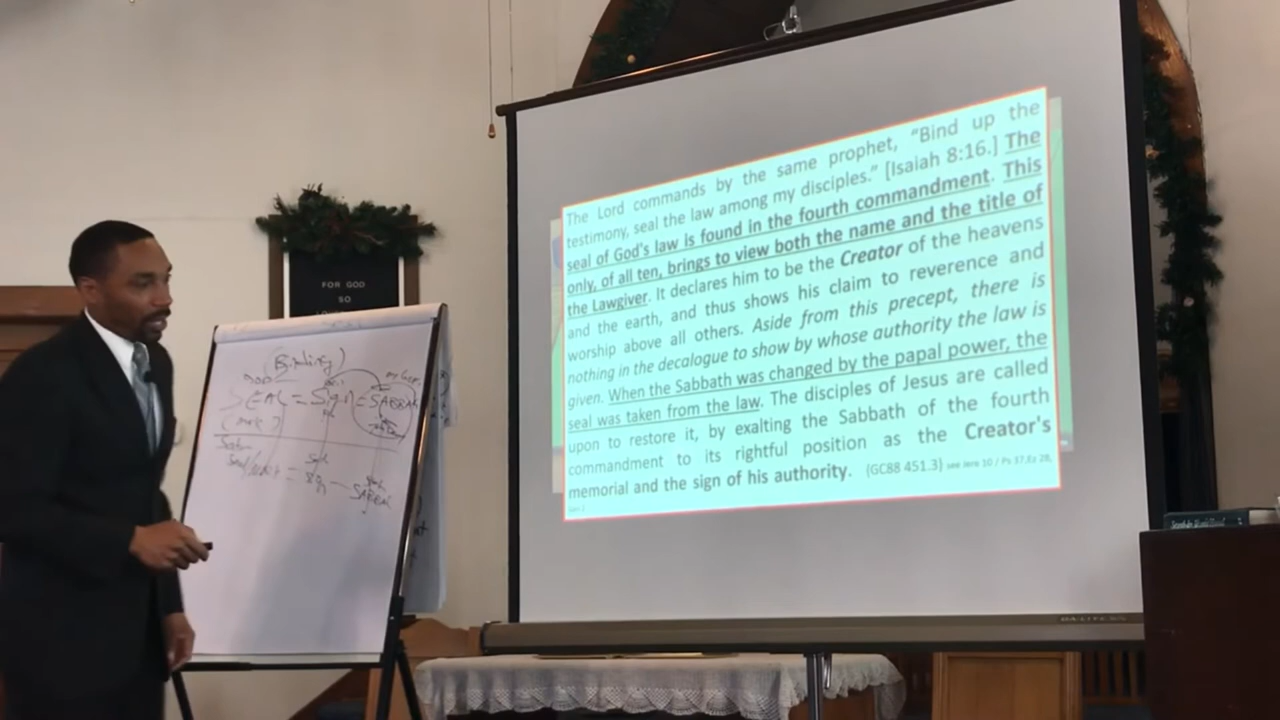 The Lord commands by the same prophet, “Bind up the
testimony, seal the law among my disciples.” [Isaiah 8:16.] The
seal of God's law is found in the fourth commandment. This
only, of all ten, brings to view both the name and the title of
the Lawgiver. It declares him to be the Creator of the heavens
and the earth, and thus shows his claim to reverence and
worship above all others. Aside from this precept, there is
nothing in the decalogue to show by whose authority the law is
given. When the Sabbath was changed by the papal power, the
seal was taken from the law. The disciples of Jesus are called
upon to restore it, by exalting the Sabbath of the fourth
commandment to its rightful position as the Creator's
memorial and the sign of his authority. (GC88 451.3)
FOR GOD
SO
(Binding)
SEAL = Sign = SABBAth
DA-LITE